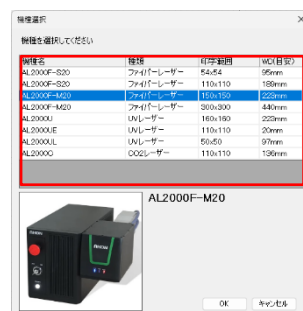 機種選択
機種を選択してください
機種名 種類 印字範囲 WD(目安)
AL2000F-S20 ファイバーレーザー 54x54 95mm
AL2000F-S20 ファイバーレーザー 110x110 189mm
AL2000F-M20 ファイバーレーザー 150x150 223mm
AL2000F-M20 ファイバーレーザー 300x300 440mm
AL2000U UVレーザー 160x160 223mm
AL2000UE UVレーザー 110x110 20mm
AL2000UL UVレーザー 50x50 97mm
AL2000C CO2レーザー 110x110 136mm
AL2000F-M20
OK キャンセル